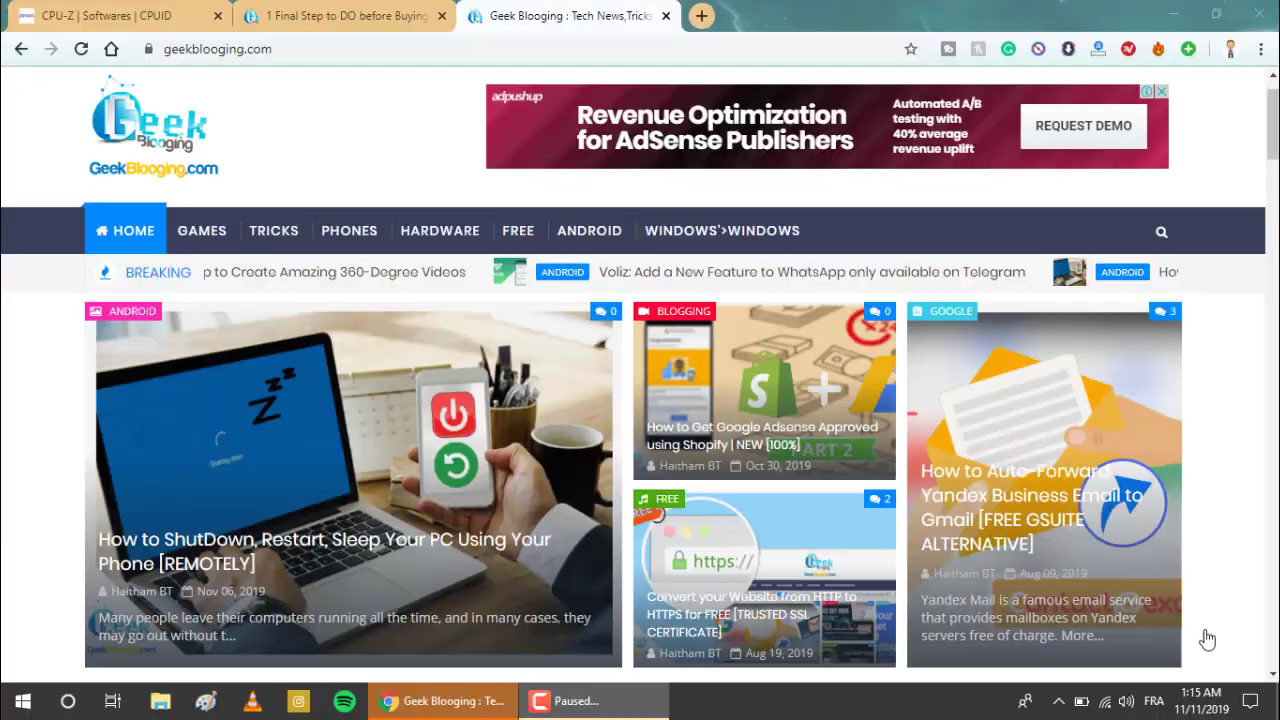 CPU-Z | Softwares | CPUID
1 Final Step to DO before Buying
Geek Blooging : Tech News,Tricks
geekblooging.com
Geek
Blooging
GeekBlooging.com
adpushup
Revenue Optimization
for AdSense Publishers
Automated A/B
testing with
40% average
revenue uplift
REQUEST DEMO
HOME GAMES TRICKS PHONES HARDWARE FREE ANDROID WINDOWS'>WINDOWS
BREAKING p to Create Amazing 360-Degree Videos ANDROID Voliz: Add a New Feature to WhatsApp only available on Telegram ANDROID Hov
ANDROID 0
How to ShutDown, Restart, Sleep Your PC Using Your
Phone [REMOTELY]
Haitham BT Nov 06, 2019
Many people leave their computers running all the time, and in many cases, they
may go out without t...
BLOGGING 0
How to Get Google Adsense Approved
using Shopify | NEW [100%]
PART 2
Haitham BT Oct 30, 2019
FREE 2
https://
Convert your Website from HTTP to
HTTPS for FREE [TRUSTED SSL
CERTIFICATE]
Haitham BT Aug 19, 2019
GOOGLE 3
How to Auto-Forward
Yandex Business Email to
Gmail [FREE GSUITE
ALTERNATIVE]
Haitham BT Aug 09, 2019
Yandex Mail is a famous email service
that provides mailboxes on Yandex
servers free of charge. More...
Geek Blooging : Te...
Paused...
FRA
1:15 AM
11/11/2019